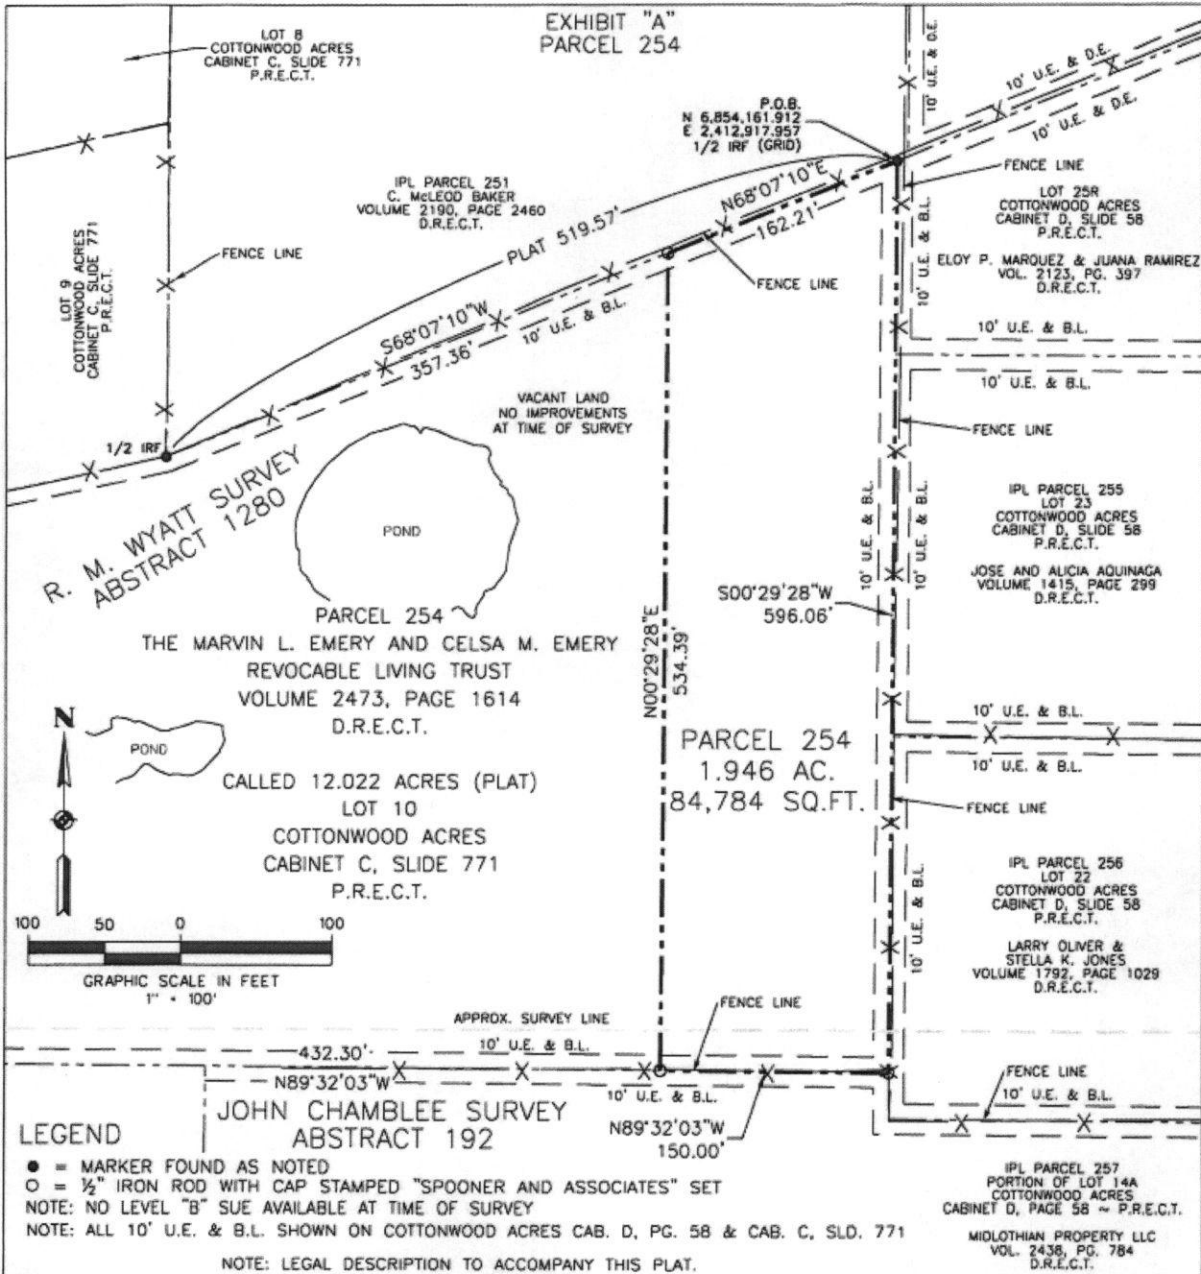 EXHIBIT "A"
PARCEL 254
LOT 8
COTTONWOOD ACRES
CABINET C, SLIDE 771
P.R.E.C.T.
10' U.E. & D.E.
10' U.E. & D.E.
10' U.E. & D.E.
P.O.B.
N 6,854,161.912
E 2,412,917.957
1/2 IRF (GRID)
FENCE LINE
LOT 25R
COTTONWOOD ACRES
CABINET D, SLIDE 58
P.R.E.C.T.
ELOY P. MARQUEZ & JUANA RAMIREZ
VOL. 2123, PG. 397
D.R.E.C.T.
IPL PARCEL 251
C. McLEOD BAKER
VOLUME 2190, PAGE 2460
D.R.E.C.T.
PLAT 519.57'
N68°07'10"E
162.21'
FENCE LINE
10' U.E. & B.L.
LOT 9
COTTONWOOD ACRES
CABINET C, SLIDE 771
P.R.E.C.T.
FENCE LINE
S68°07'10"W
357.36'
10' U.E. & B.L.
10' U.E. & B.L.
10' U.E. & B.L.
FENCE LINE
VACANT LAND
NO IMPROVEMENTS
AT TIME OF SURVEY
1/2 IRF
R. M. WYATT SURVEY
ABSTRACT 1280
POND
10' U.E. & B.L.
10' U.E. & B.L.
IPL PARCEL 255
LOT 23
COTTONWOOD ACRES
CABINET D, SLIDE 58
P.R.E.C.T.
JOSE AND ALICIA AQUINAGA
VOLUME 1415, PAGE 299
D.R.E.C.T.
S00°29'28"W
596.06'
PARCEL 254
THE MARVIN L. EMERY AND CELSA M. EMERY
REVOCABLE LIVING TRUST
VOLUME 2473, PAGE 1614
D.R.E.C.T.
N00°29'28"E
534.39'
N
POND
CALLED 12.022 ACRES (PLAT)
LOT 10
COTTONWOOD ACRES
CABINET C, SLIDE 771
P.R.E.C.T.
PARCEL 254
1.946 AC.
84,784 SQ.FT.
10' U.E. & B.L.
10' U.E. & B.L.
FENCE LINE
IPL PARCEL 256
LOT 22
COTTONWOOD ACRES
CABINET D, SLIDE 58
P.R.E.C.T.
LARRY OLIVER &
STELLA K. JONES
VOLUME 1792, PAGE 1029
D.R.E.C.T.
10' U.E. & B.L.
100 50 0 100
GRAPHIC SCALE IN FEET
1" = 100'
APPROX. SURVEY LINE
FENCE LINE
432.30'
10' U.E. & B.L.
N89°32'03"W
10' U.E. & B.L.
FENCE LINE
10' U.E. & B.L.
JOHN CHAMBLEE SURVEY
ABSTRACT 192
N89°32'03"W
150.00'
LEGEND
● = MARKER FOUND AS NOTED
○ = ½" IRON ROD WITH CAP STAMPED "SPOONER AND ASSOCIATES" SET
NOTE: NO LEVEL "B" SUE AVAILABLE AT TIME OF SURVEY
NOTE: ALL 10' U.E. & B.L. SHOWN ON COTTONWOOD ACRES CAB. D, PG. 58 & CAB. C, SLD. 771
NOTE: LEGAL DESCRIPTION TO ACCOMPANY THIS PLAT.
IPL PARCEL 257
PORTION OF LOT 14A
COTTONWOOD ACRES
CABINET D, PAGE 58 ~ P.R.E.C.T.
MIDLOTHIAN PROPERTY LLC
VOL. 2438, PG. 784
D.R.E.C.T.